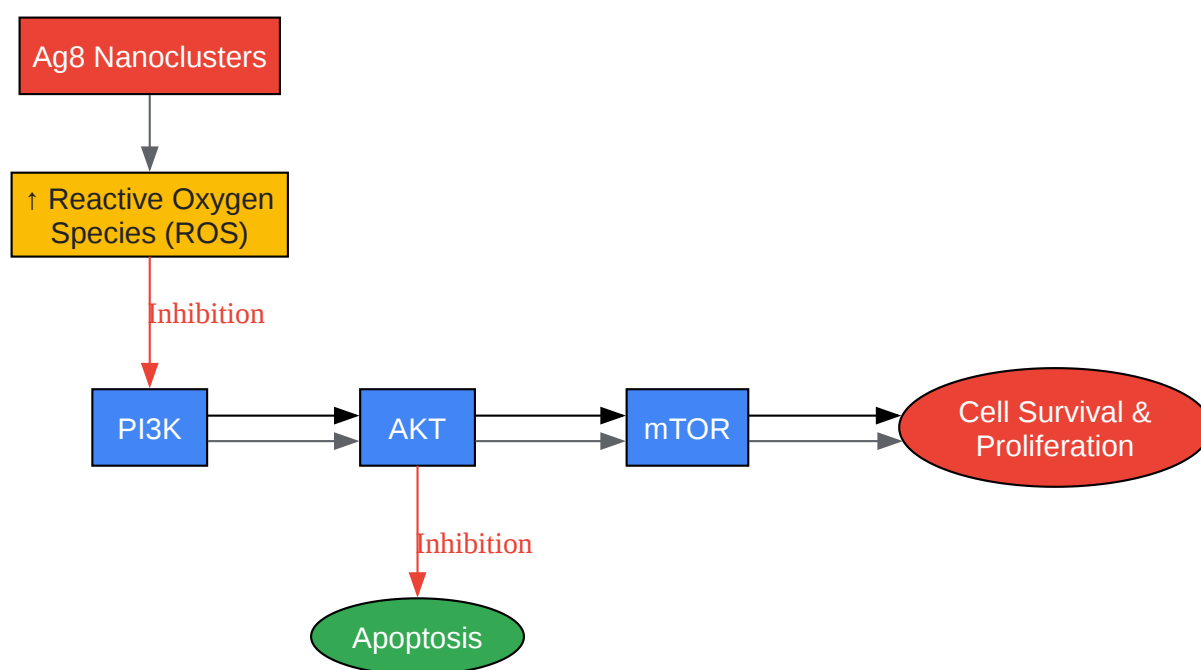 Ag8 Nanoclusters
↑ Reactive Oxygen
Species (ROS)
Inhibition
PI3K
AKT
mTOR
Cell Survival &
Proliferation
Inhibition
Apoptosis